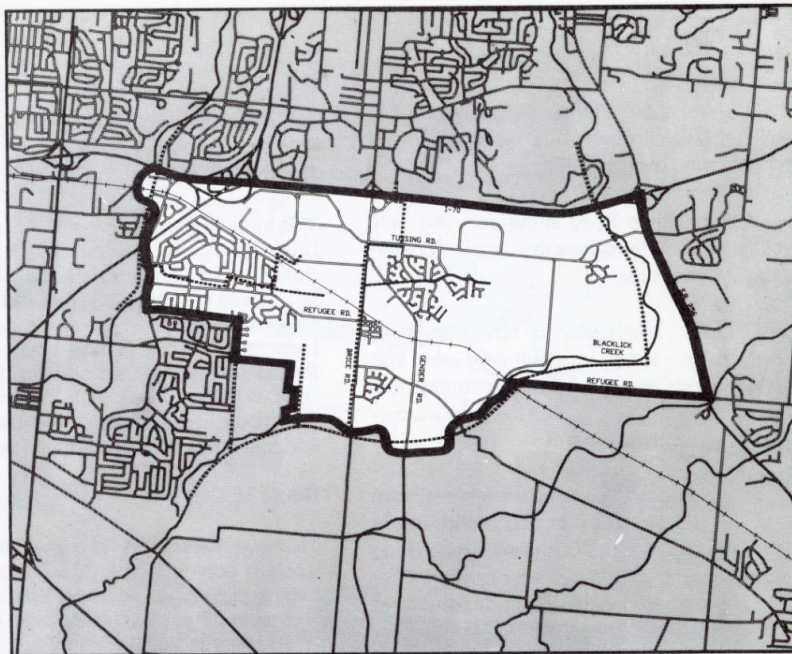 I-70
TUSSING RD.
REFUGEE RD.
BLACKLICK
CREEK
BRICE RD.
GENDER
RD.
REFUGEE RD.